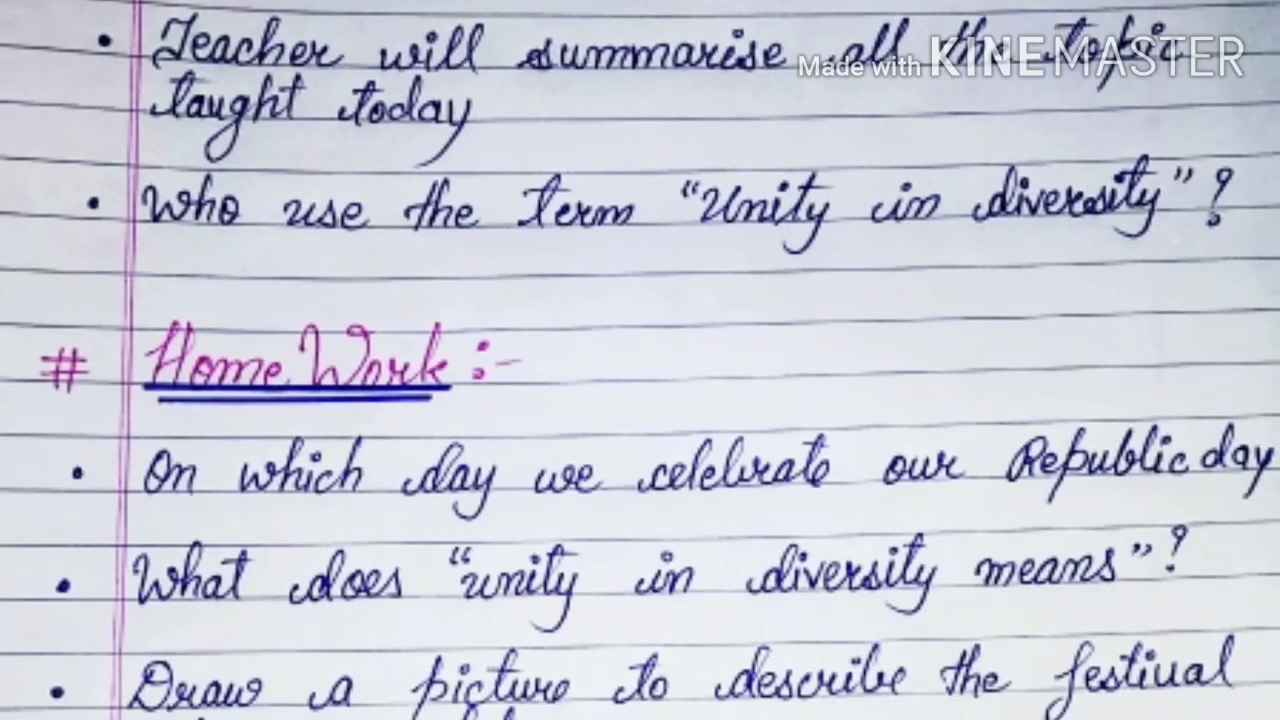 • Teacher will summarise all the topic
Made with KINEMASTER
taught today
• Who use the term “Unity in diversity”?
# Home Work :-
• On which day we celebrate our Republic day
• What does “unity in diversity means”?
• Draw a picture to describe the festival